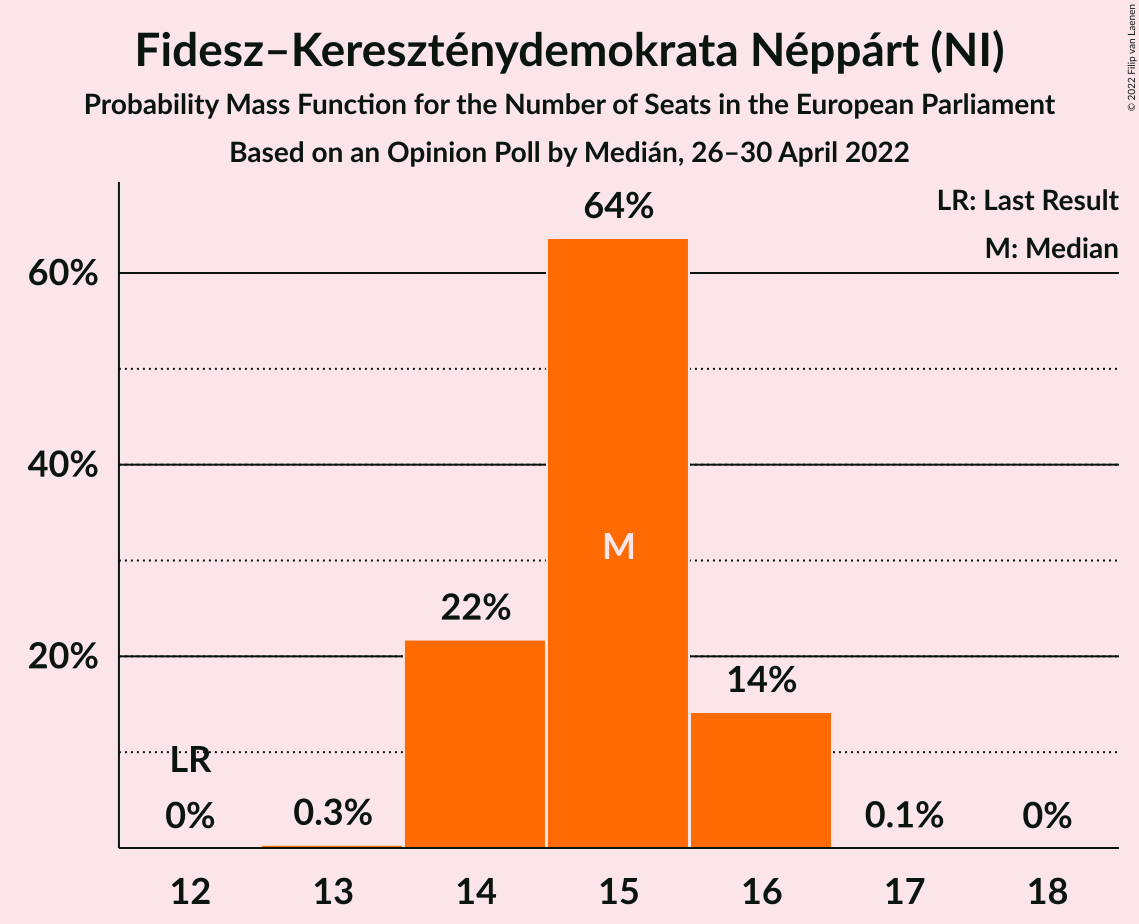 Fidesz–Kereszténydemokrata Néppárt (NI)
Probability Mass Function for the Number of Seats in the European Parliament
Based on an Opinion Poll by Medián, 26–30 April 2022
© 2022 Filip van Laenen
LR: Last Result
M: Median
60%
40%
20%
64%
M
22%
14%
LR
0%
0.3%
0.1%
0%
12 13 14 15 16 17 18